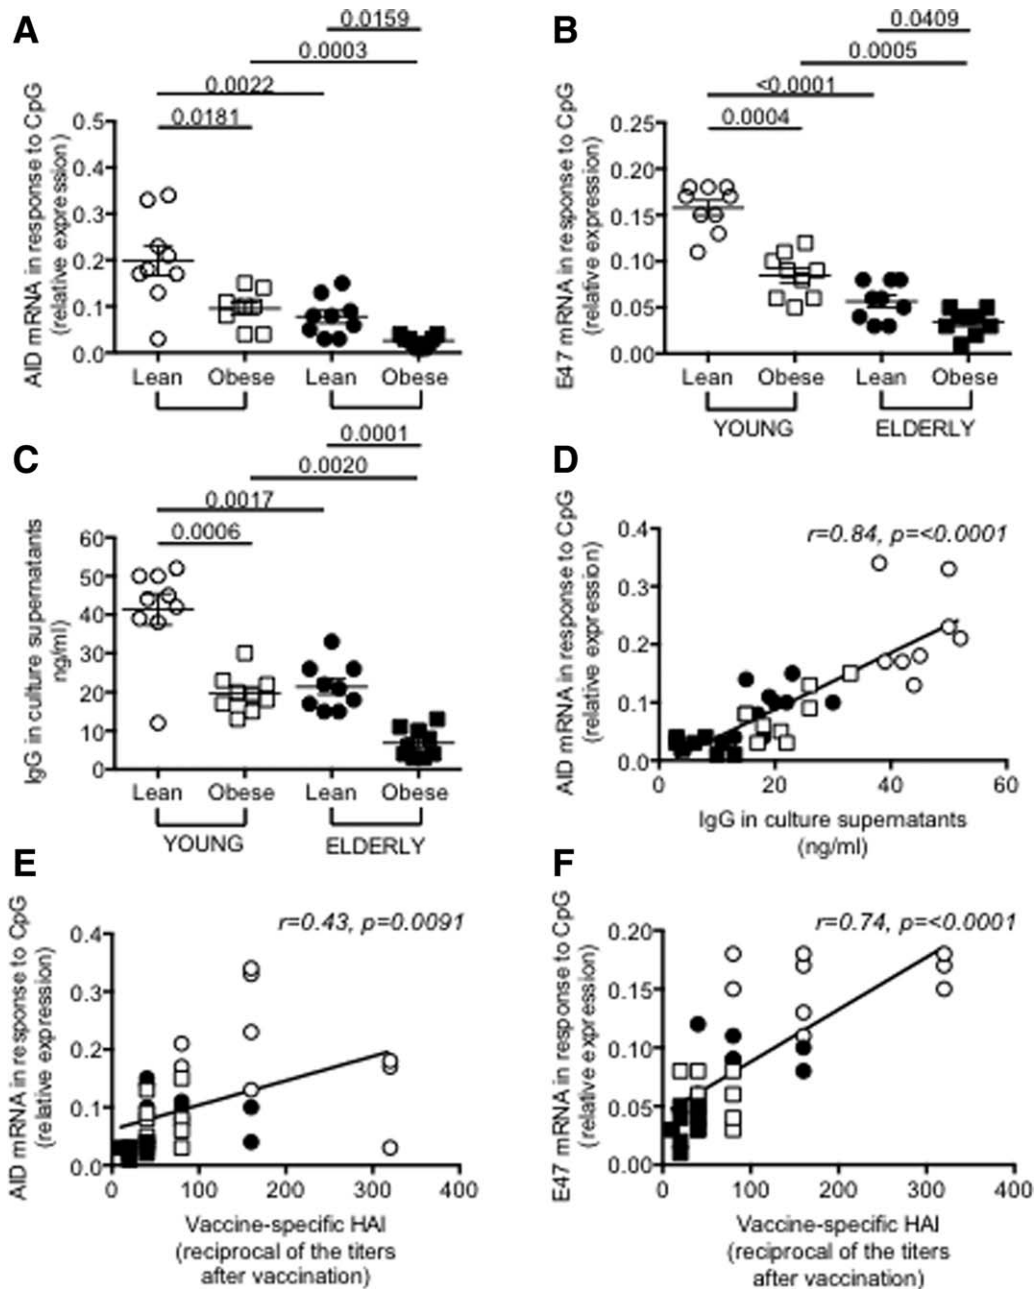 A
0.0159
0.0003
0.0022
0.0181
AID mRNA in response to CpG
(relative expression)
0.5
0.4
0.3
0.2
0.1
0.0
Lean Obese Lean Obese
B
0.0409
0.0005
<0.0001
0.0004
E47 mRNA in response to CpG
(relative expression)
0.25
0.20
0.15
0.10
0.05
0.00
Lean Obese Lean Obese
YOUNG ELDERLY
C
0.0001
0.0020
0.0017
0.0006
IgG in culture supernatants
ng/ml)
60
50
40
30
20
10
0
Lean Obese Lean Obese
YOUNG ELDERLY
D
AID mRNA in response to CpG
(relative expression)
r=0.84, p=<0.0001
0.4
0.3
0.2
0.1
0.0
0 20 40 60
IgG in culture supernatants
(ng/ml)
E
AID mRNA in response to CpG
(relative expression)
r=0.43, p=0.0091
0.4
0.3
0.2
0.1
0.0
0 100 200 300 400
Vaccine-specific HAI
(reciprocal of the titers
after vaccination)
F
E47 mRNA in response to CpG
(relative expression)
r=0.74, p=<0.0001
0.20
0.15
0.10
0.05
0.00
0 100 200 300 400
Vaccine-specific HAI
(reciprocal of the titers
after vaccination)